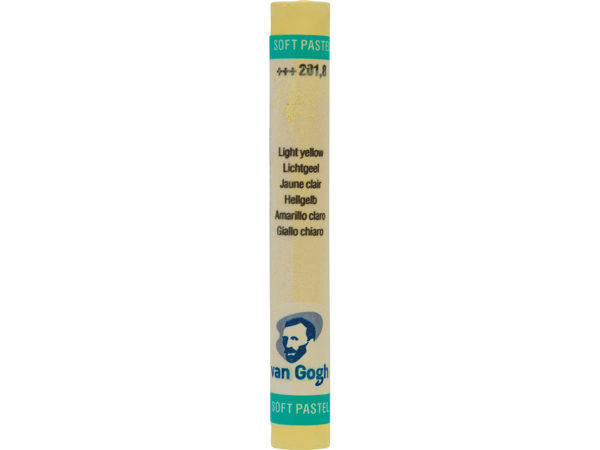 SOFT PASTEL
+++ 201,8
Light yellow
Lichtgeel
Jaune clair
Hellgelb
Amarillo claro
Giallo chiaro
van Gogh
SOFT PASTEL